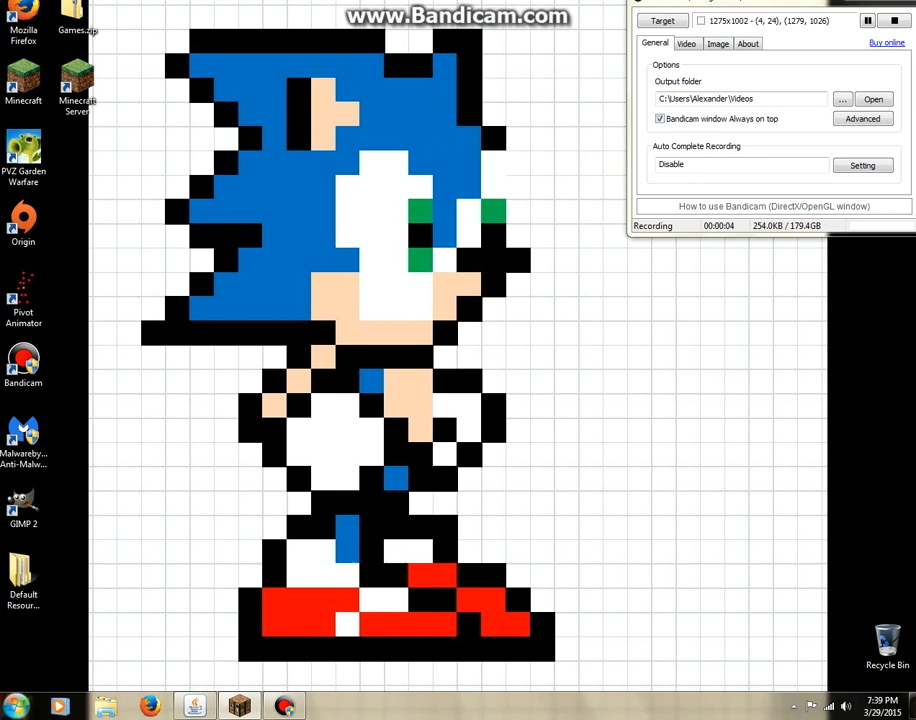 www.Bandicam.com
Mozilla
Firefox
Games.zip
Minecraft
Minecraft
Server
PVZ Garden
Warfare
Origin
Pivot
Animator
Bandicam
Malwareby...
Anti-Malw...
GIMP 2
Default
Resour...
Target
1275x1002 - (4, 24), (1279, 1026)
General
Video
Image
About
Buy online
Options
Output folder
C:\Users\Alexander\Videos
...
Open
Bandicam window Always on top
Advanced
Auto Complete Recording
Disable
Setting
How to use Bandicam (DirectX/OpenGL window)
Recording
00:00:04
254.0KB / 179.4GB
Recycle Bin
7:39 PM
3/29/2015